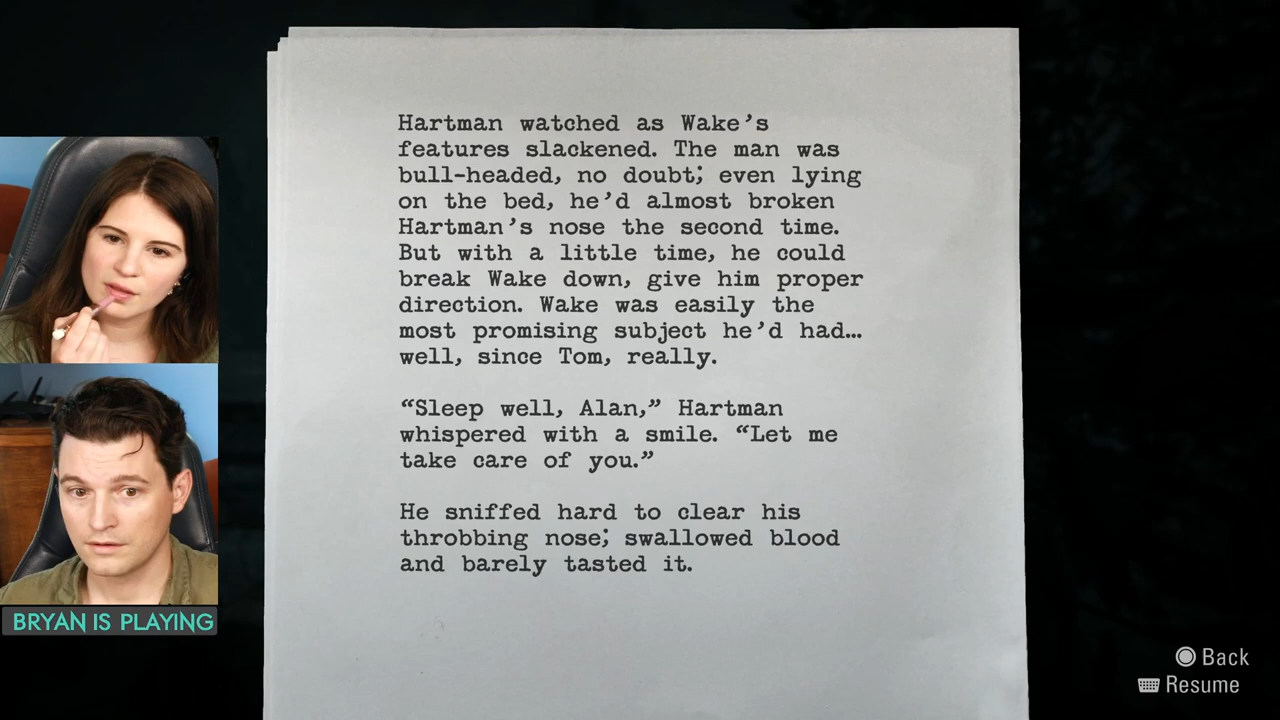 Hartman watched as Wake’s
features slackened. The man was
bull-headed, no doubt; even lying
on the bed, he’d almost broken
Hartman’s nose the second time.
But with a little time, he could
break Wake down, give him proper
direction. Wake was easily the
most promising subject he’d had…
well, since Tom, really.
“Sleep well, Alan,” Hartman
whispered with a smile. “Let me
take care of you.”
He sniffed hard to clear his
throbbing nose; swallowed blood
and barely tasted it.
BRYAN IS PLAYING
Back
Resume